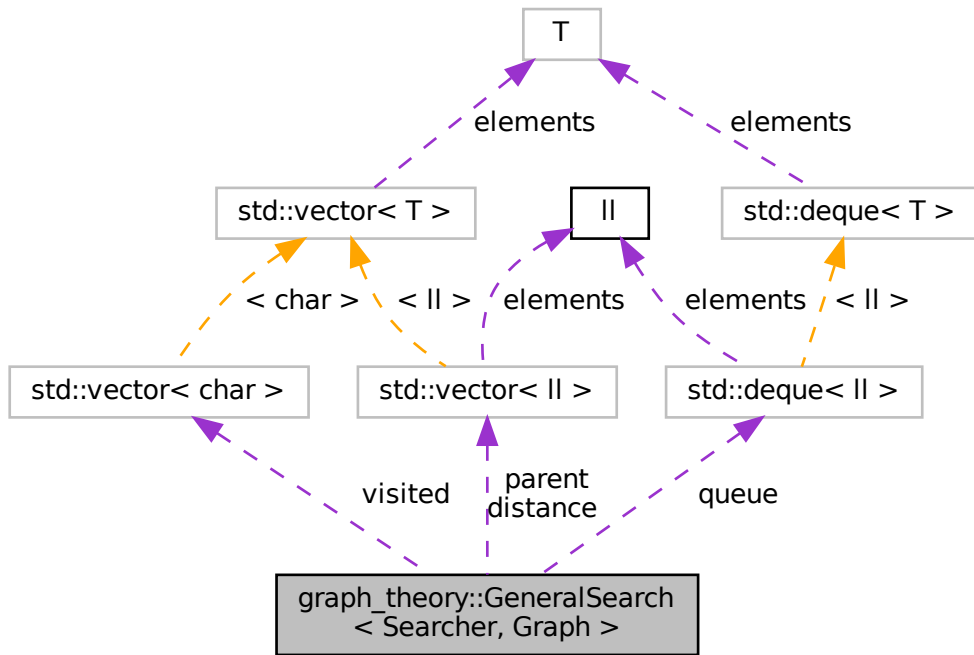 T
elements
elements
std::vector< T >
ll
std::deque< T >
< char >
< ll >
elements
elements
< ll >
std::vector< char >
std::vector< ll >
std::deque< ll >
visited
parent
distance
queue
graph_theory::GeneralSearch
< Searcher, Graph >